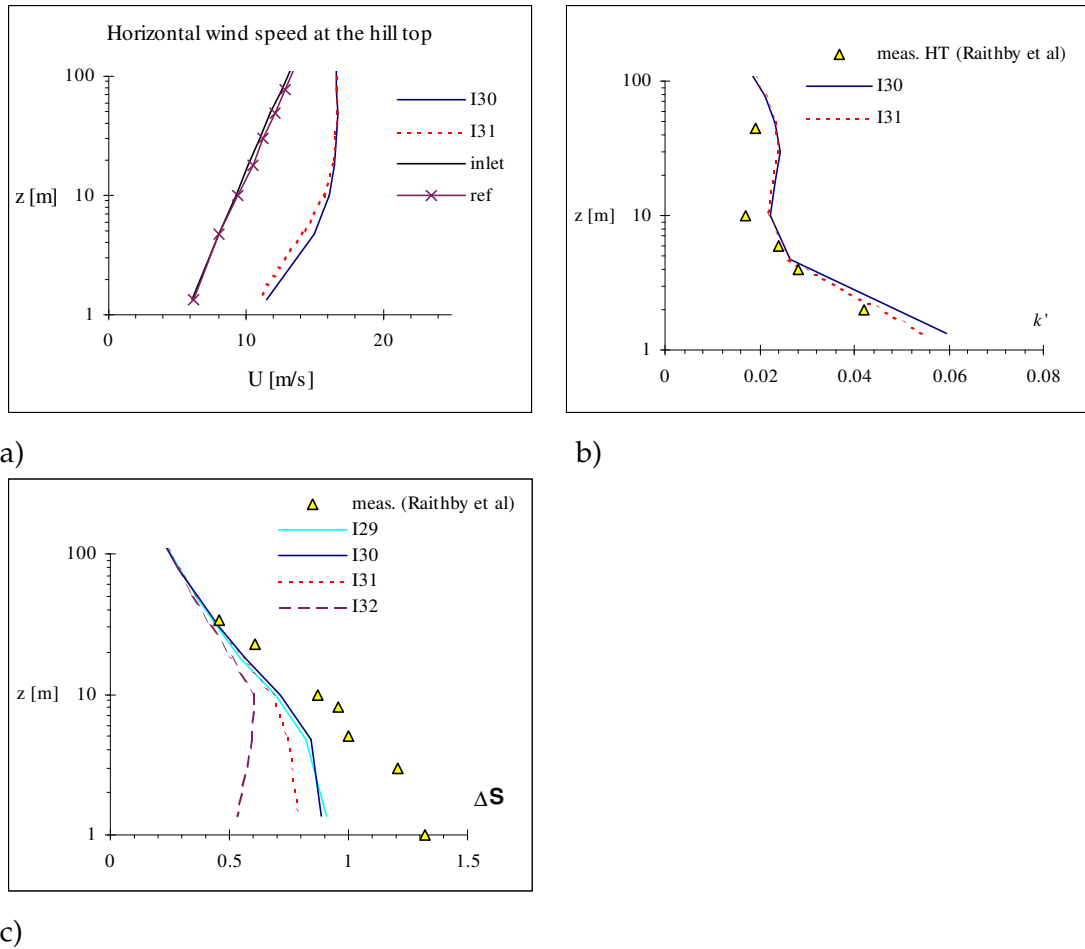 Horizontal wind speed at the hill top
100
10
1
z [m]
0
10
20
U [m/s]
I30
I31
inlet
ref
a)
meas. HT (Raithby et al)
I30
I31
100
10
1
z [m]
k'
0
0.02
0.04
0.06
0.08
b)
meas. (Raithby et al)
I29
I30
I31
I32
100
10
1
z [m]
ΔS
0
0.5
1
1.5
c)